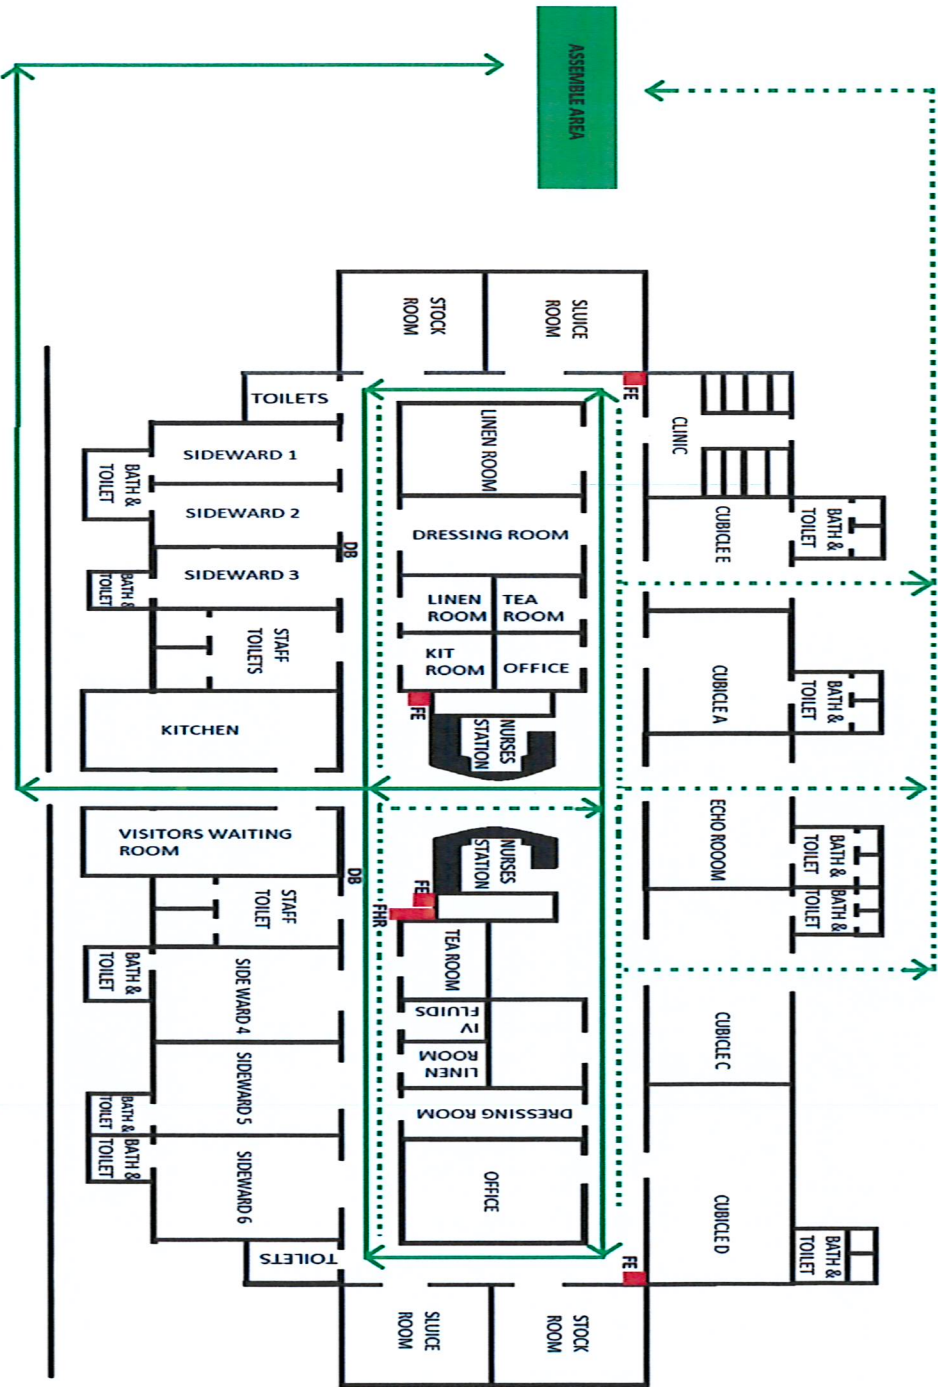 ASSEMBLE AREA
STOCK
ROOM
SLUICE
ROOM
FE
TOILETS
LINEN ROOM
CLINIC
SIDEWARD 1
BATH &
TOILET
SIDEWARD 2
DRESSING ROOM
CUBICLE E
BATH &
TOILET
DB
SIDEWARD 3
BATH &
TOILET
LINEN
ROOM
TEA
ROOM
STAFF
TOILETS
KIT
ROOM
OFFICE
CUBICLE A
BATH &
TOILET
FE
KITCHEN
NURSES
STATION
VISITORS WAITING
ROOM
NURSES
STATION
ECHO ROOOM
BATH &
TOILET
BATH &
TOILET
DB
FE
FHR
STAFF
TOILET
TEA ROOM
BATH &
TOILET
SIDE WARD 4
IV
FLUIDS
LINEN
ROOM
CUBICLE C
SIDEWARD 5
BATH &
TOILET
DRESSING ROOM
BATH &
TOILET
SIDEWARD 6
OFFICE
CUBICLE D
BATH &
TOILET
TOILETS
FE
SLUICE
ROOM
STOCK
ROOM